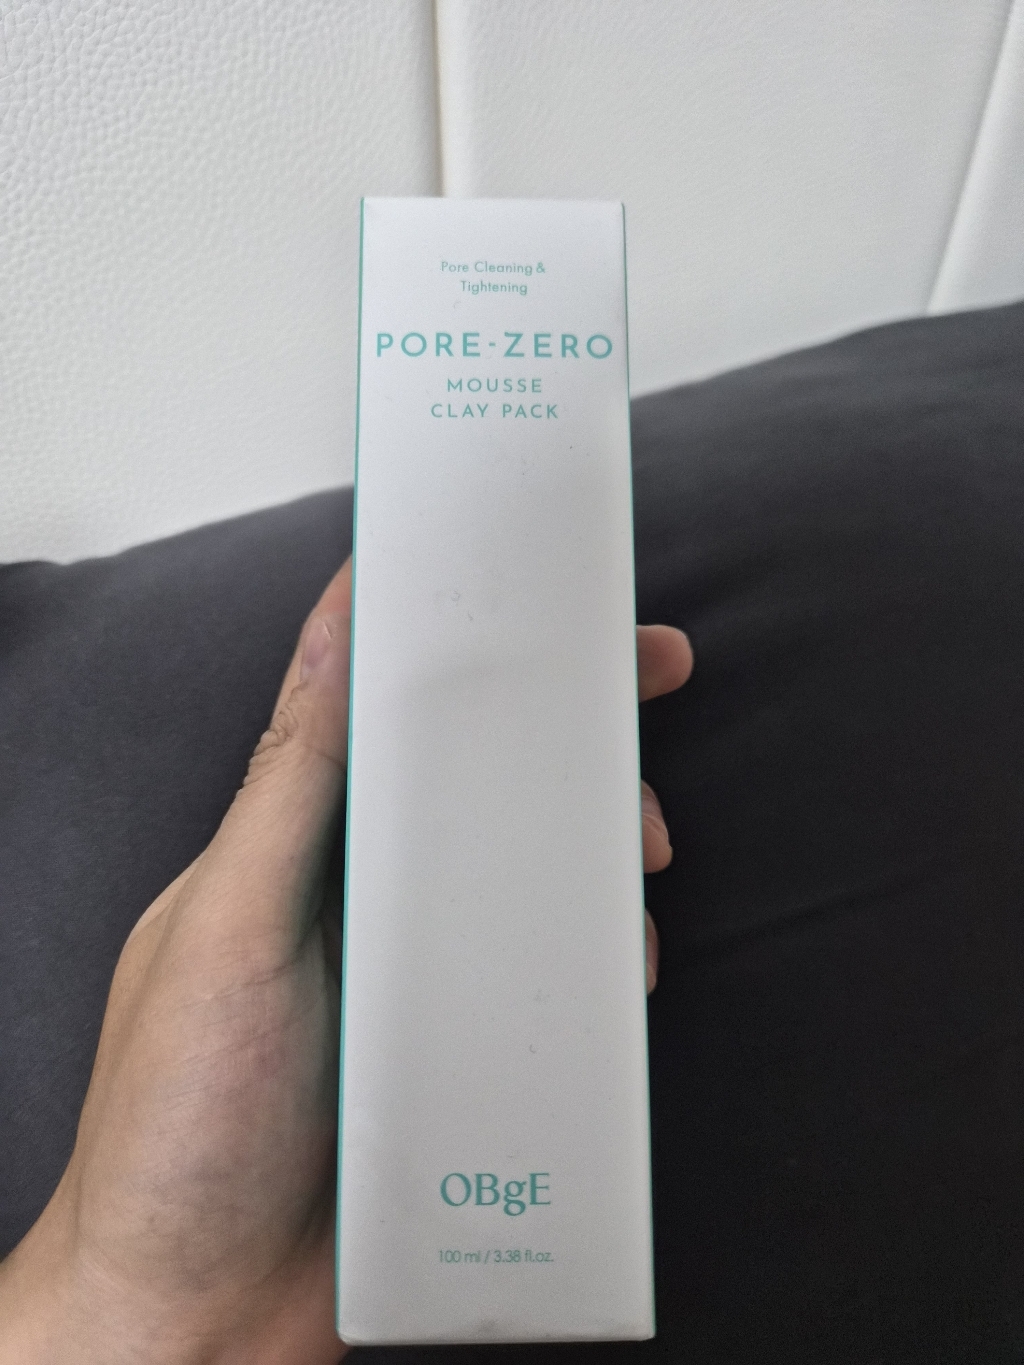 Pore Cleaning &
Tightening
PORE-ZERO
MOUSSE
CLAY PACK
OBgE
100 ml / 3.38 fl.oz.